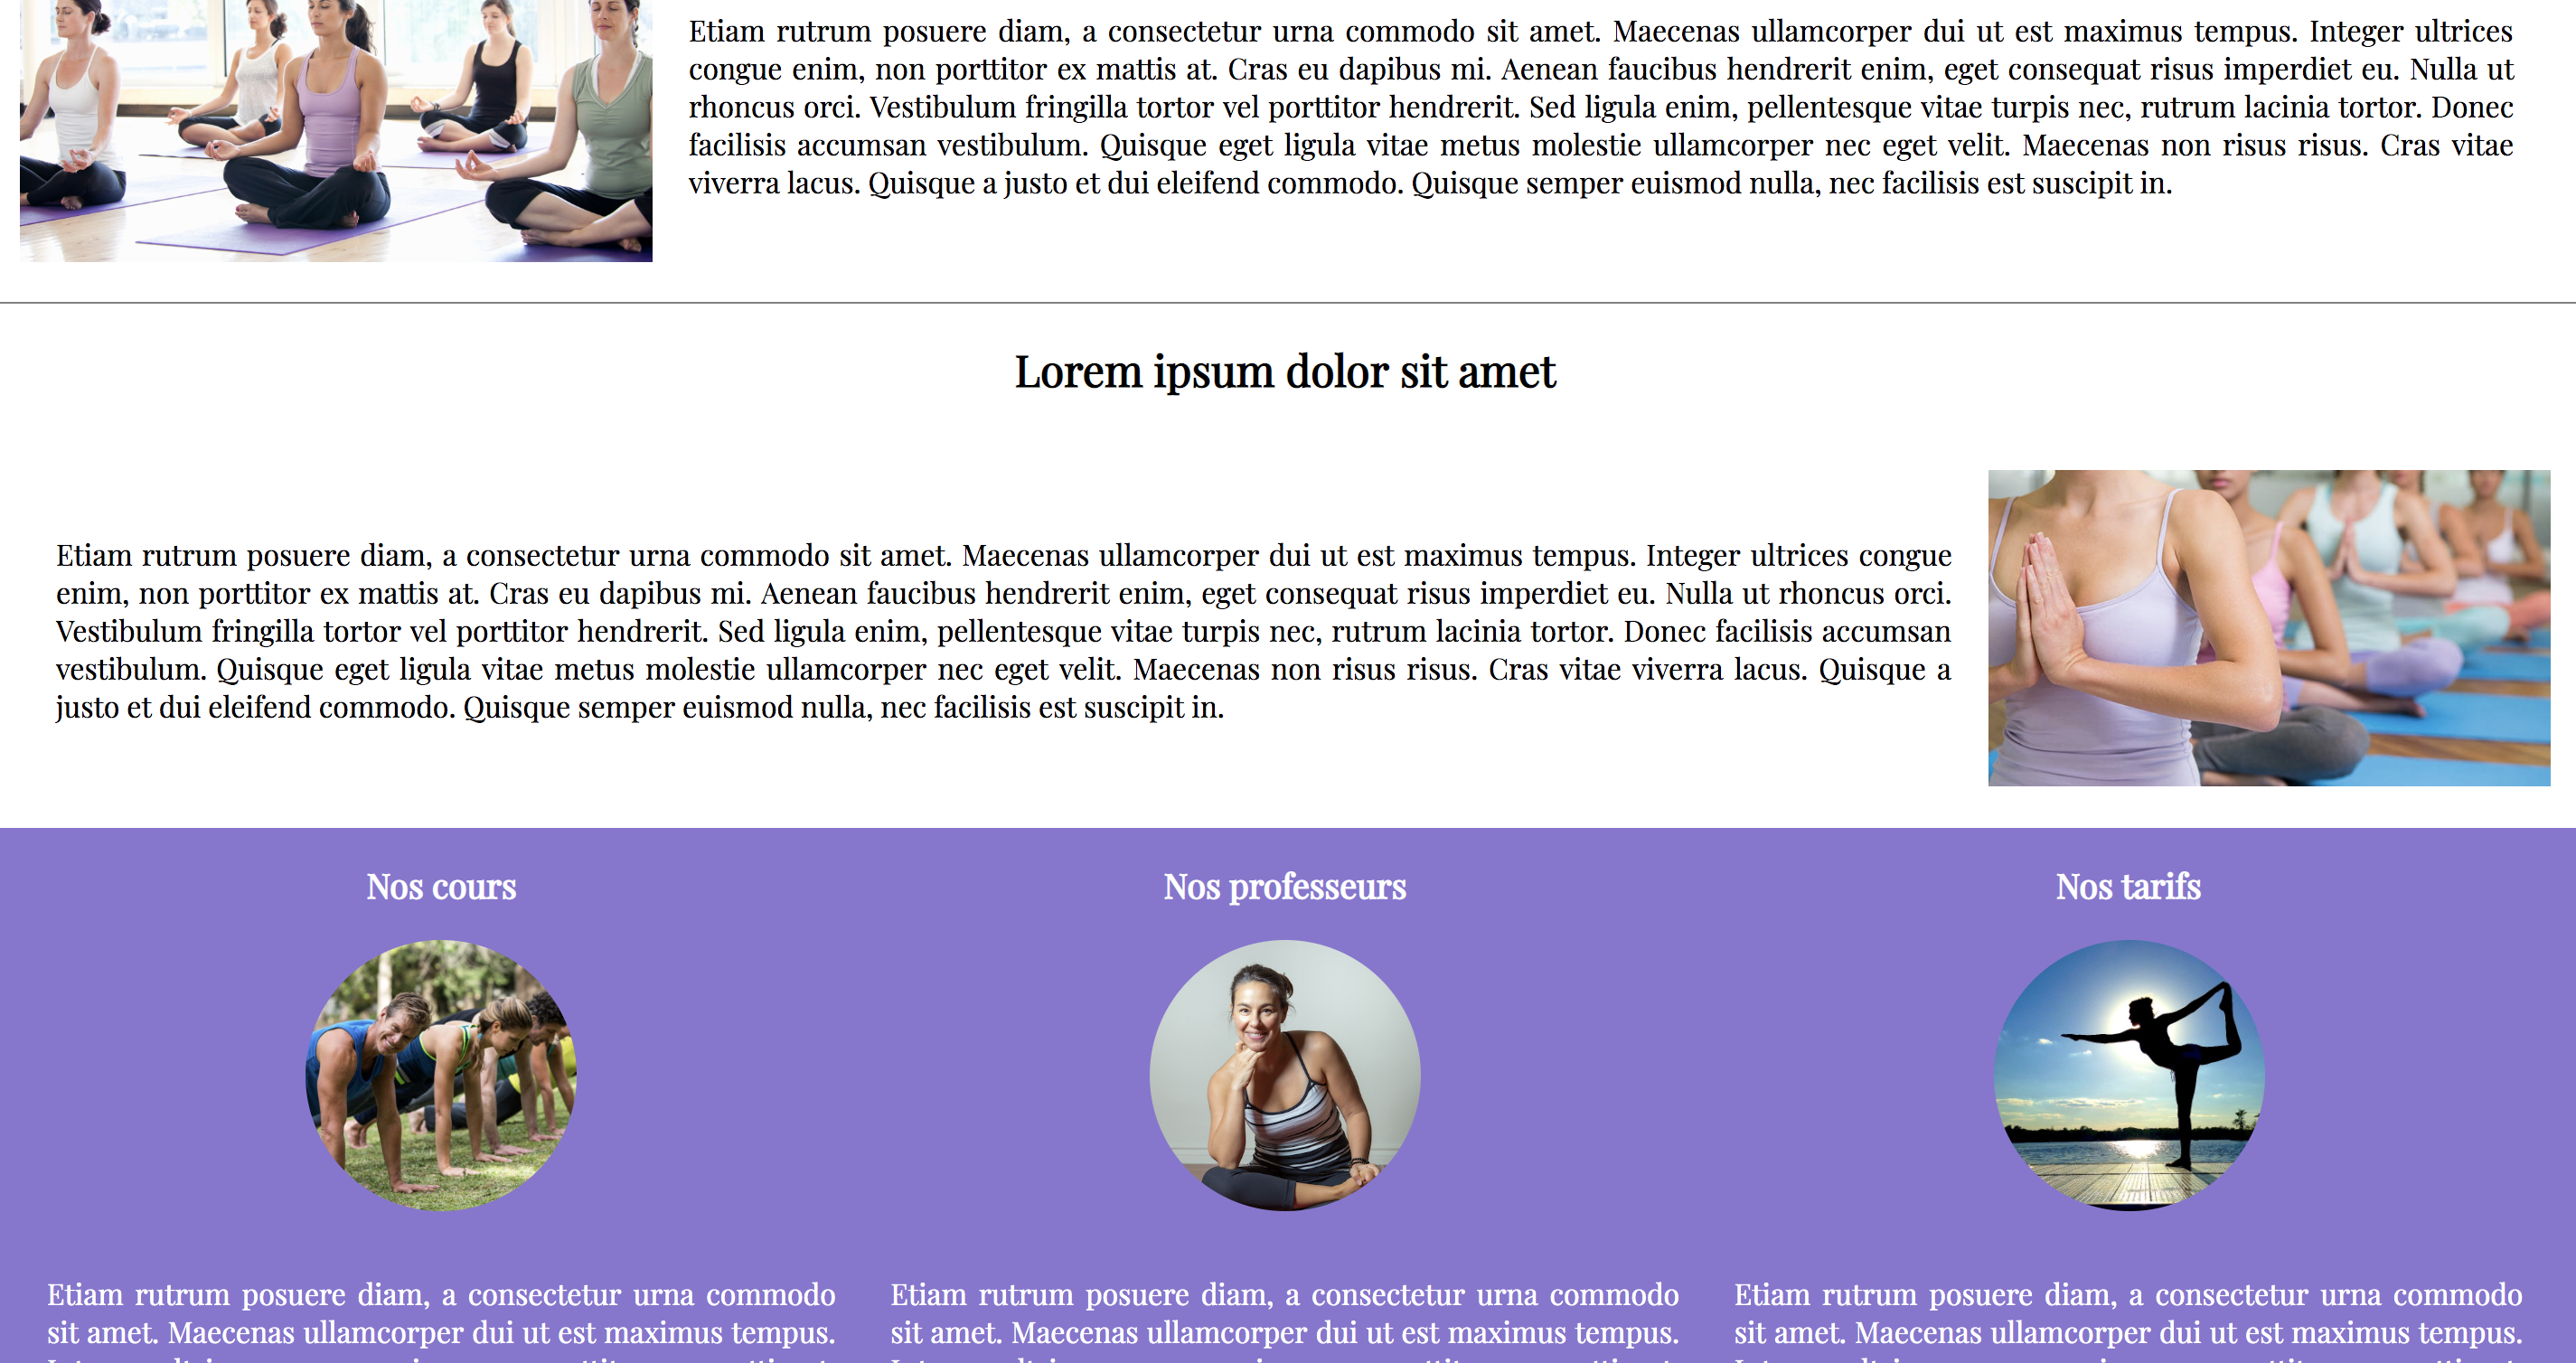 Etiam rutrum posuere diam, a consectetur urna commodo sit amet. Maecenas ullamcorper dui ut est maximus tempus. Integer ultrices
congue enim, non porttitor ex mattis at. Cras eu dapibus mi. Aenean faucibus hendrerit enim, eget consequat risus imperdiet eu. Nulla ut
rhoncus orci. Vestibulum fringilla tortor vel porttitor hendrerit. Sed ligula enim, pellentesque vitae turpis nec, rutrum lacinia tortor. Donec
facilisis accumsan vestibulum. Quisque eget ligula vitae metus molestie ullamcorper nec eget velit. Maecenas non risus risus. Cras vitae
viverra lacus. Quisque a justo et dui eleifend commodo. Quisque semper euismod nulla, nec facilisis est suscipit in.
Lorem ipsum dolor sit amet
Etiam rutrum posuere diam, a consectetur urna commodo sit amet. Maecenas ullamcorper dui ut est maximus tempus. Integer ultrices congue
enim, non porttitor ex mattis at. Cras eu dapibus mi. Aenean faucibus hendrerit enim, eget consequat risus imperdiet eu. Nulla ut rhoncus orci.
Vestibulum fringilla tortor vel porttitor hendrerit. Sed ligula enim, pellentesque vitae turpis nec, rutrum lacinia tortor. Donec facilisis accumsan
vestibulum. Quisque eget ligula vitae metus molestie ullamcorper nec eget velit. Maecenas non risus risus. Cras vitae viverra lacus. Quisque a
justo et dui eleifend commodo. Quisque semper euismod nulla, nec facilisis est suscipit in.
Nos cours
Etiam rutrum posuere diam, a consectetur urna commodo
sit amet. Maecenas ullamcorper dui ut est maximus tempus.
Nos professeurs
Etiam rutrum posuere diam, a consectetur urna commodo
sit amet. Maecenas ullamcorper dui ut est maximus tempus.
Nos tarifs
Etiam rutrum posuere diam, a consectetur urna commodo
sit amet. Maecenas ullamcorper dui ut est maximus tempus.